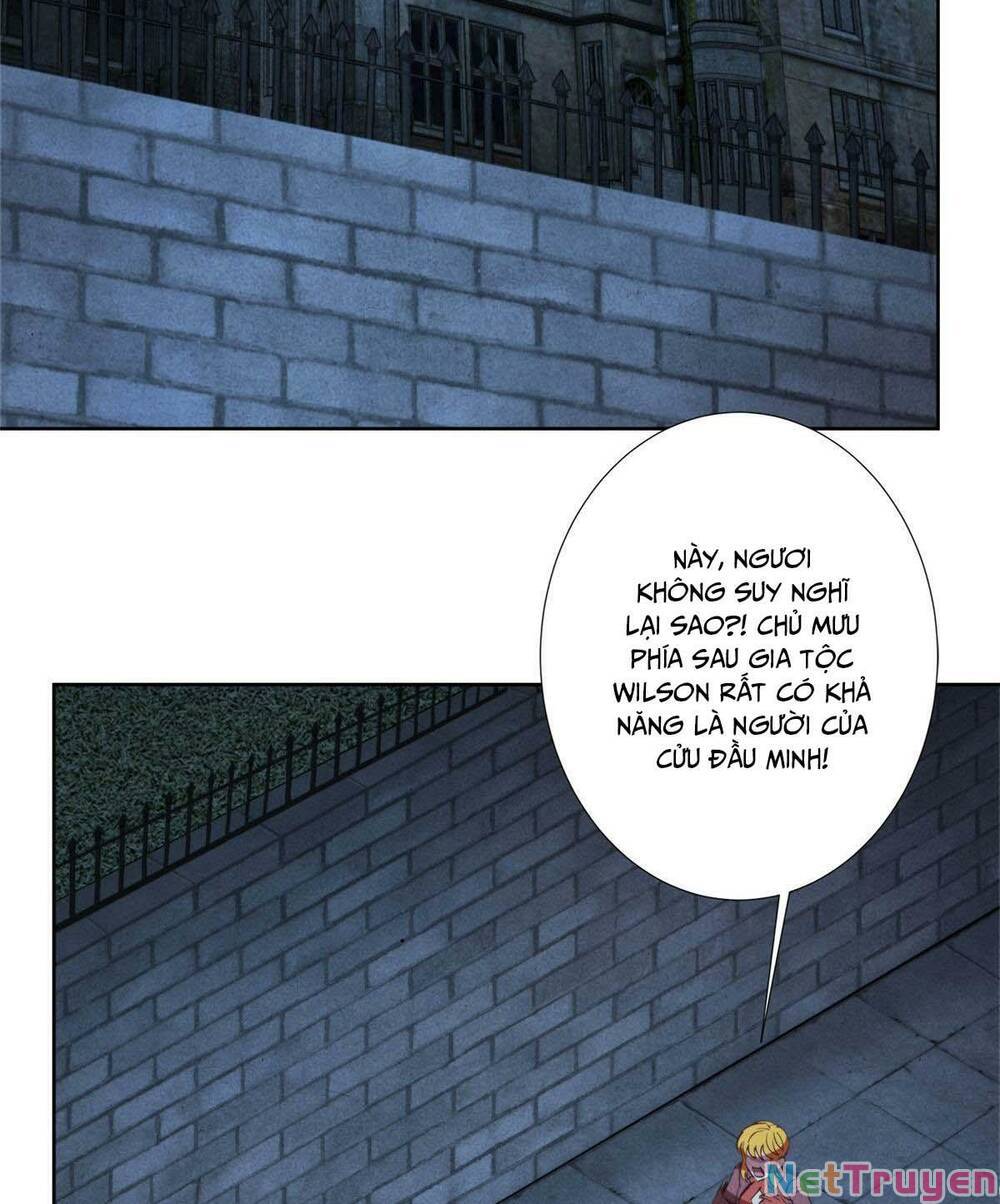 NÀY, NGƯƠI
KHÔNG SUY NGHĨ
LẠI SAO?! CHỦ MƯU
PHÍA SAU GIA TỘC
WILSON RẤT CÓ KHẢ
NĂNG LÀ NGƯỜI CỦA
CỬU ĐẦU MINH!
NetTruyen